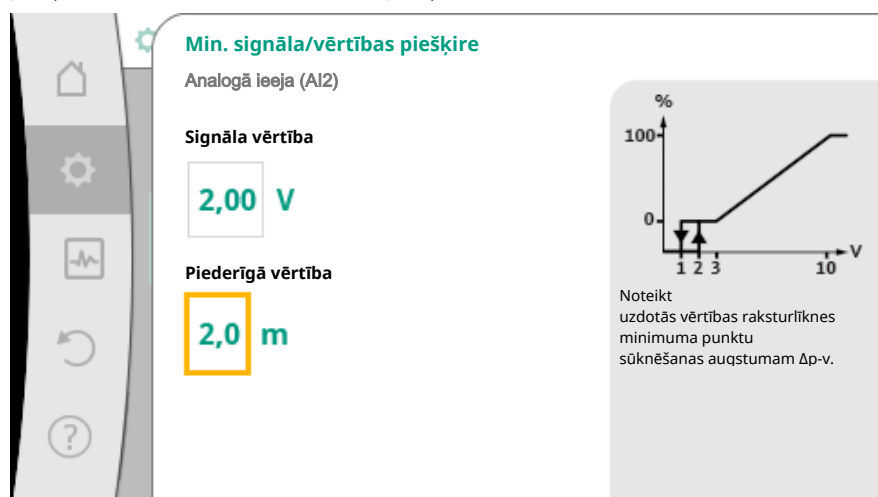 Min. signāla/vērtības piešķire
Analogā ieeja (AI2)
Signāla vērtība
2,00 V
Piederīgā vērtība
2,0 m
%
100
0
1 2 3 10 V
Noteikt
uzdotās vērtības raksturlīknes
minimuma punktu
sūknēšanas augstumam Δp-v.
?